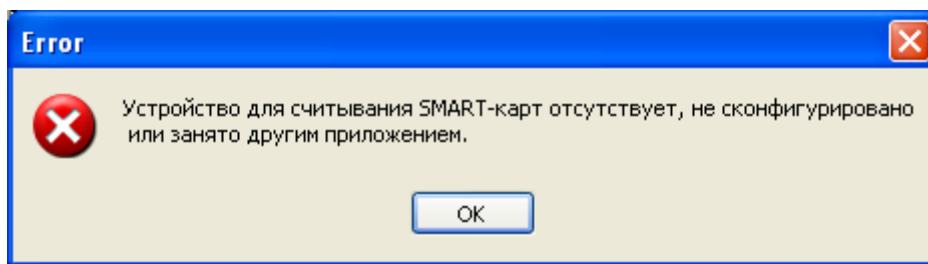 Error
Устройство для считывания SMART-карт отсутствует, не сконфигурировано
или занято другим приложением.
OK